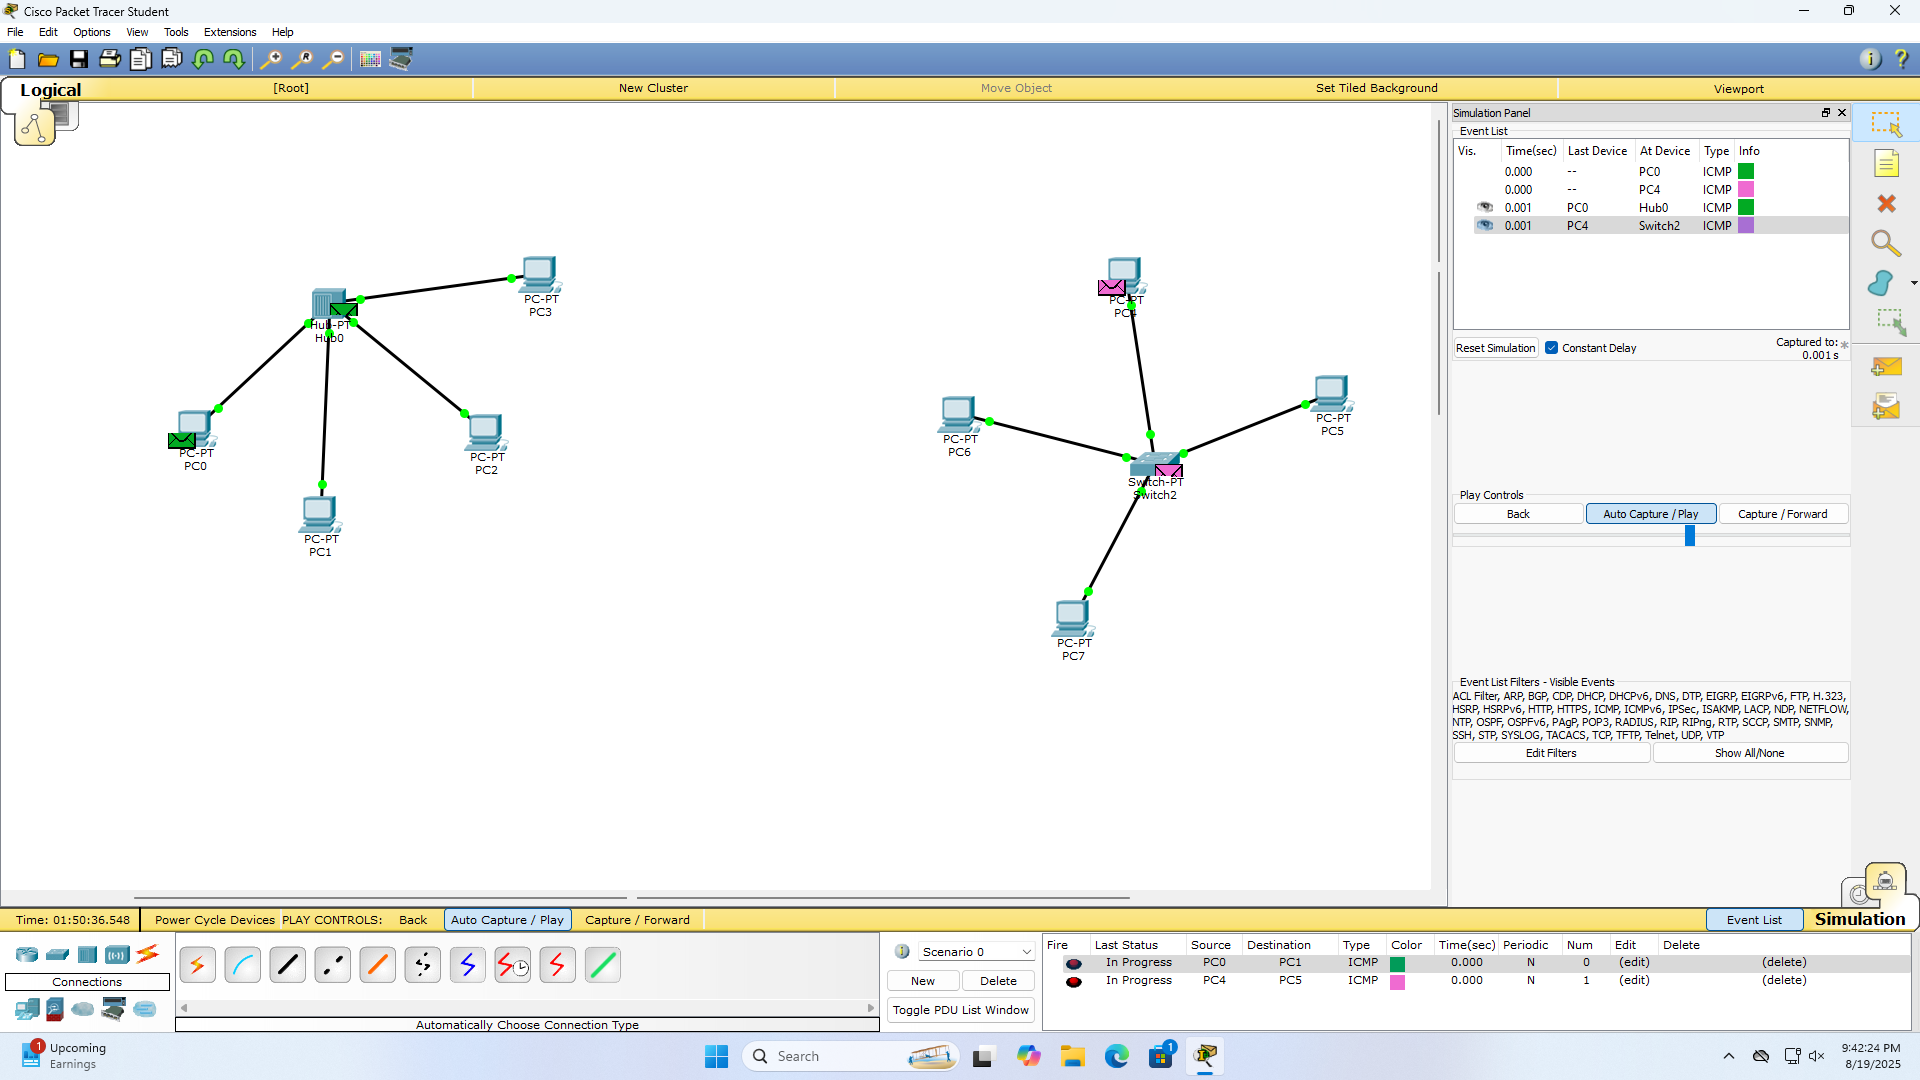 Cisco Packet Tracer Student
File Edit Options View Tools Extensions Help
Logical [Root] New Cluster Move Object Set Tiled Background Viewport
Simulation Panel
Event List
Vis. Time(sec) Last Device At Device Type Info
0.000 -- PC0 ICMP
0.000 -- PC4 ICMP
0.001 PC0 Hub0 ICMP
0.001 PC4 Switch2 ICMP
Reset Simulation Constant Delay Captured to:
0.001 s
PC-PT
PC3
Hub-PT
Hub0
PC-PT
PC0
PC-PT
PC2
PC-PT
PC1
PC-PT
PC4
PC-PT
PC5
PC-PT
PC6
Switch-PT
Switch2
PC-PT
PC7
Play Controls
Back Auto Capture / Play Capture / Forward
Event List Filters - Visible Events
ACL Filter, ARP, BGP, CDP, DHCP, DHCPv6, DNS, DTP, EIGRP, EIGRPv6, FTP, H.323,
HSRP, HSRPv6, HTTP, HTTPS, ICMP, ICMPv6, IPSec, ISAKMP, LACP, NDP, NETFLOW,
NTP, OSPF, OSPFv6, PAgP, POP3, RADIUS, RIP, RIPng, RTP, SCCP, SMTP, SNMP,
SSH, STP, SYSLOG, TACACS, TCP, TFTP, Telnet, UDP, VTP
Edit Filters Show All/None
Time: 01:50:36.548 Power Cycle Devices PLAY CONTROLS: Back Auto Capture / Play Capture / Forward Event List Simulation
Connections
Automatically Choose Connection Type
Scenario 0
New Delete
Toggle PDU List Window
Fire Last Status Source Destination Type Color Time(sec) Periodic Num Edit Delete
In Progress PC0 PC1 ICMP 0.000 N 0 (edit) (delete)
In Progress PC4 PC5 ICMP 0.000 N 1 (edit) (delete)
1 Upcoming
Earnings
Search
1
9:42:24 PM
8/19/2025